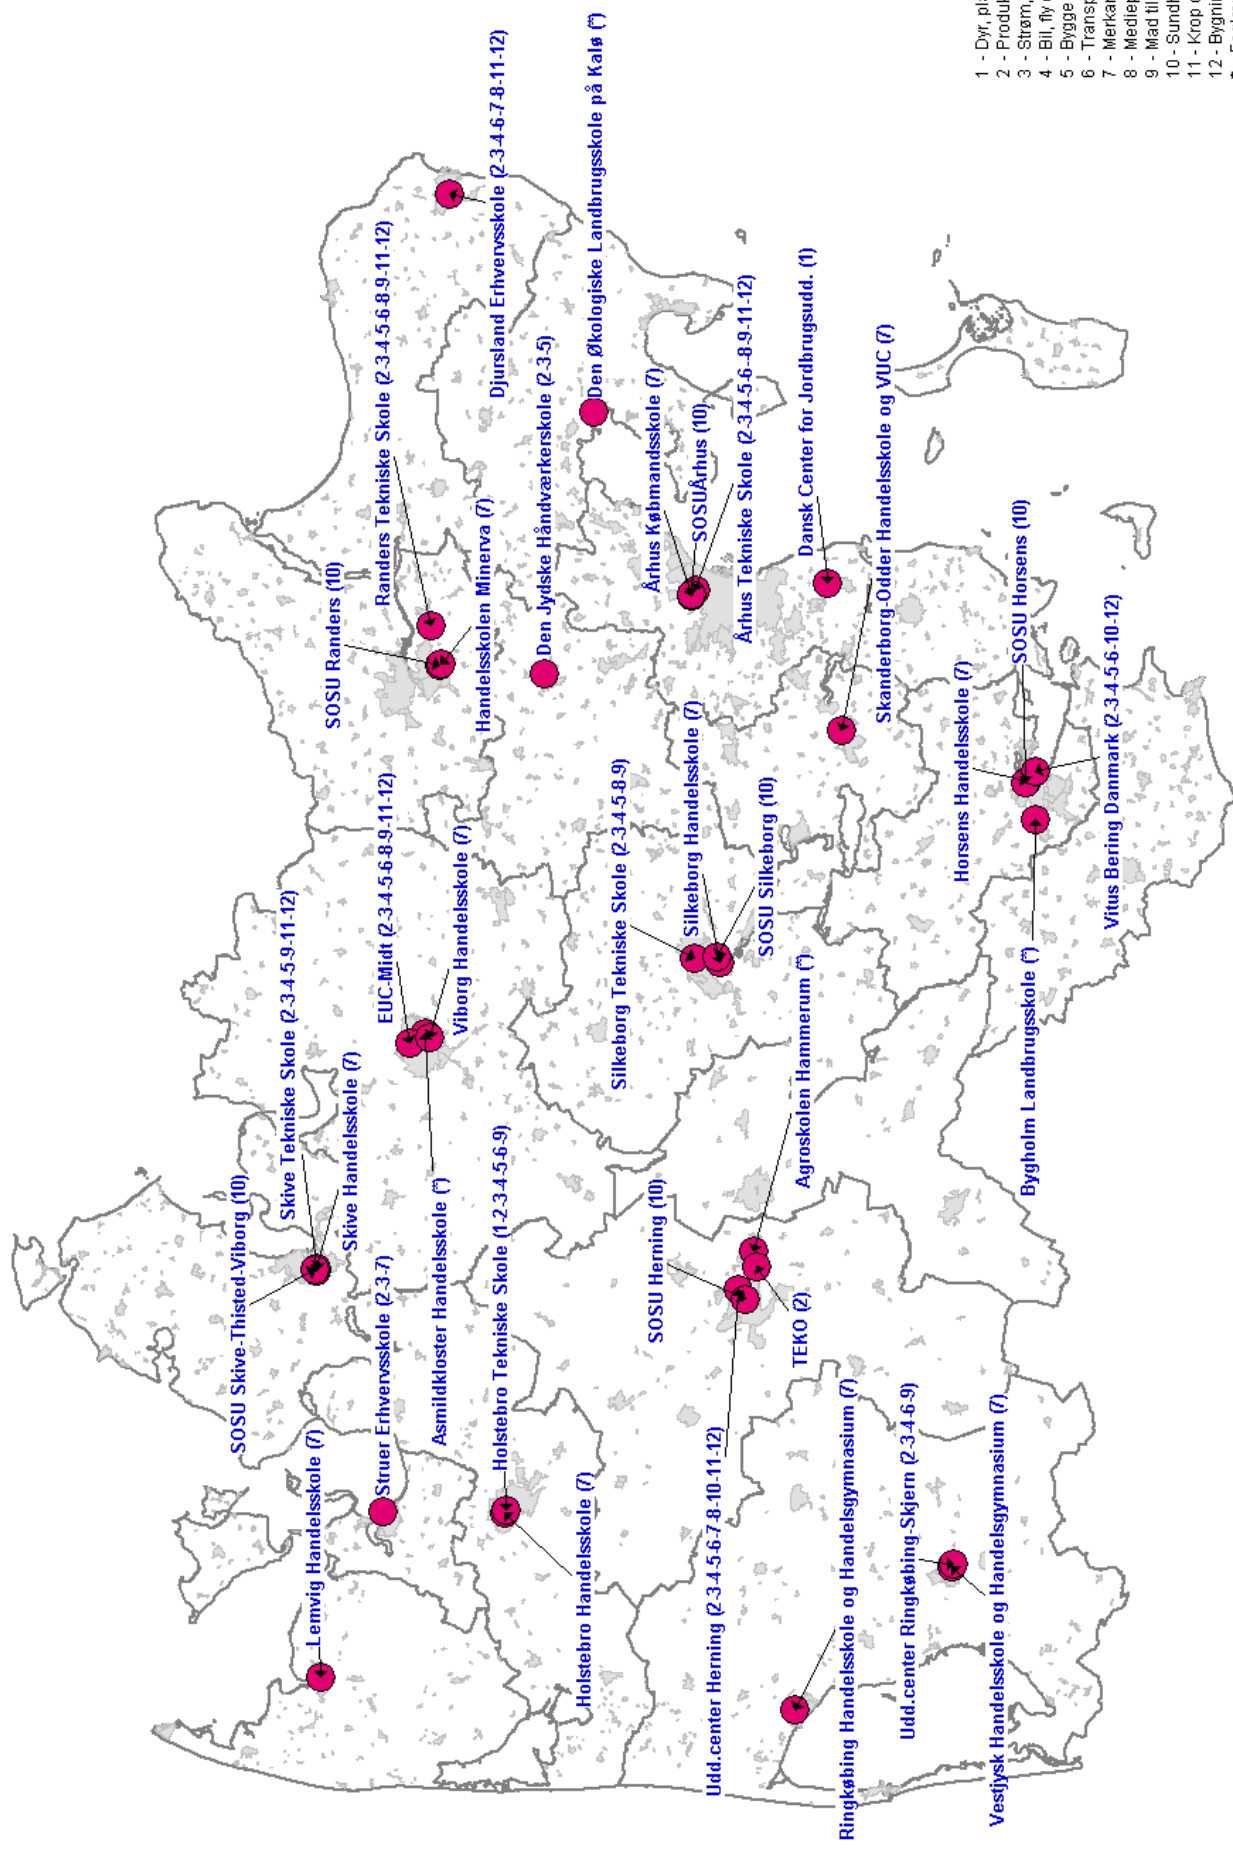 SOSU Skive-Thisted-Viborg (10)
Skive Tekniske Skole (2-3-4-5-9-11-12)
Skive Handelsskole (7)
Lemvig Handelsskole (7)
Struer Erhvervsskole (2-3-7)
Asmildkloster Handelsskole (*)
EUC-Midt (2-3-4-5-6-8-9-11-12)
Viborg Handelsskole (7)
SOSU Randers (10)
Randers Tekniske Skole (2-3-4-5-6-8-9-11-12)
Handelsskolen Minerva (7)
Djursland Erhvervsskole (2-3-4-6-7-8-11-12)
Den Jydske Håndværkerskole (2-3-5)
Den Økologiske Landbrugsskole på Kalø (*)
Holstebro Tekniske Skole (1-2-3-4-5-6-9)
Holstebro Handelsskole (7)
Silkeborg Tekniske Skole (2-3-4-5-8-9)
Silkeborg Handelsskole (7)
SOSU Silkeborg (10)
Århus Købmandsskole (7)
SOSUÅrhus (10)
Århus Tekniske Skole (2-3-4-5-6--8-9-11-12)
SOSU Herning (10)
Udd.center Herning (2-3-4-5-6-7-8-10-11-12)
Agroskolen Hammerum (*)
TEKO (2)
Dansk Center for Jordbrugsudd. (1)
Skanderborg-Odder Handelsskole og VUC (7)
Ringkøbing Handelsskole og Handelsgymnasium (7)
Udd.center Ringkøbing Skjern (2-3-4-6-9)
Vestjysk Handelsskole og Handelsgymnasium (7)
Horsens Handelsskole (7)
SOSU Horsens (10)
Bygholm Landbrugsskole (*)
Vitus Bering Danmark (2-3-4-5-6-10-12)
1 - Dyr,
2 - Produk
3 - Strøm,
4 - Bil, fly
5 - Bygge
6 - Transp
7 - Merkan
8 - Mediep
9 - Mad til
10 - Sundh
11 - Krop
12 - Bygnin